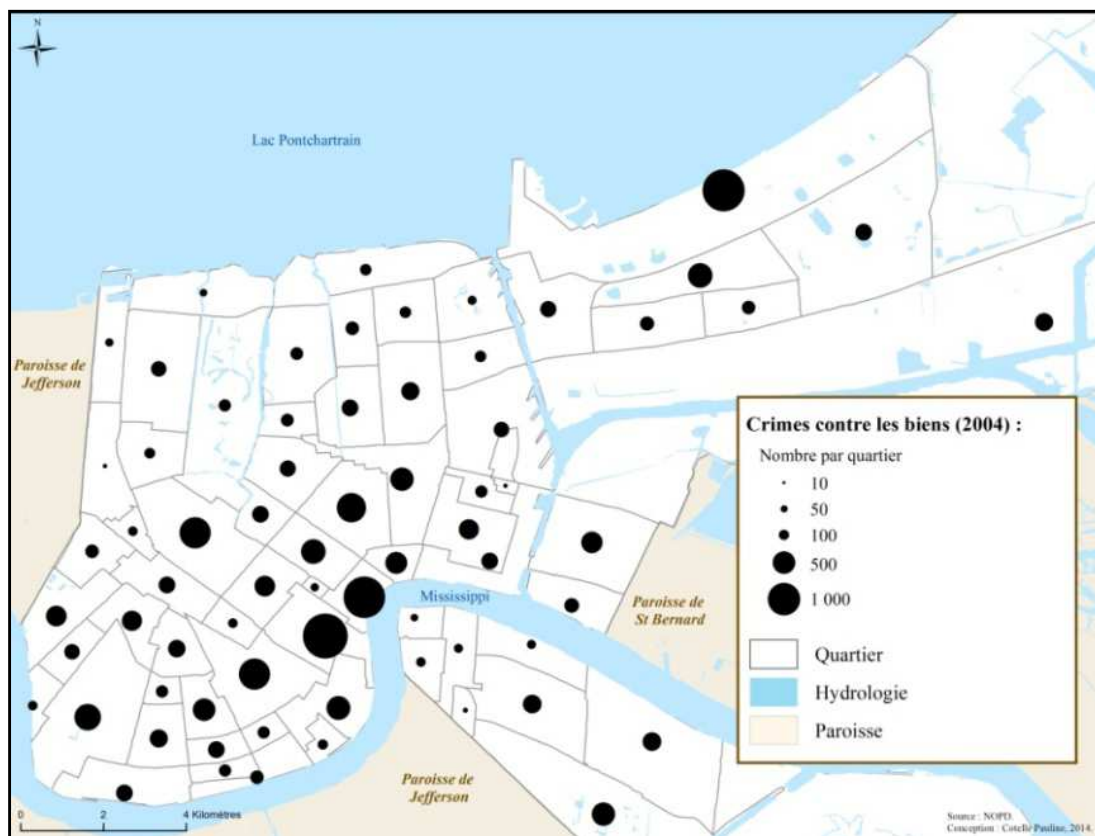 N
Lac Pontchartrain
Paroisse de
Jefferson
Mississippi
Paroisse de
St Bernard
Paroisse de
Jefferson
Crimes contre les biens (2004) :
Nombre par quartier
10
50
100
500
1 000
Quartier
Hydrologie
Paroisse
0 2 4 Kilomètres
Source : NOPD.
Conception : Cotelle Pauline, 2014.